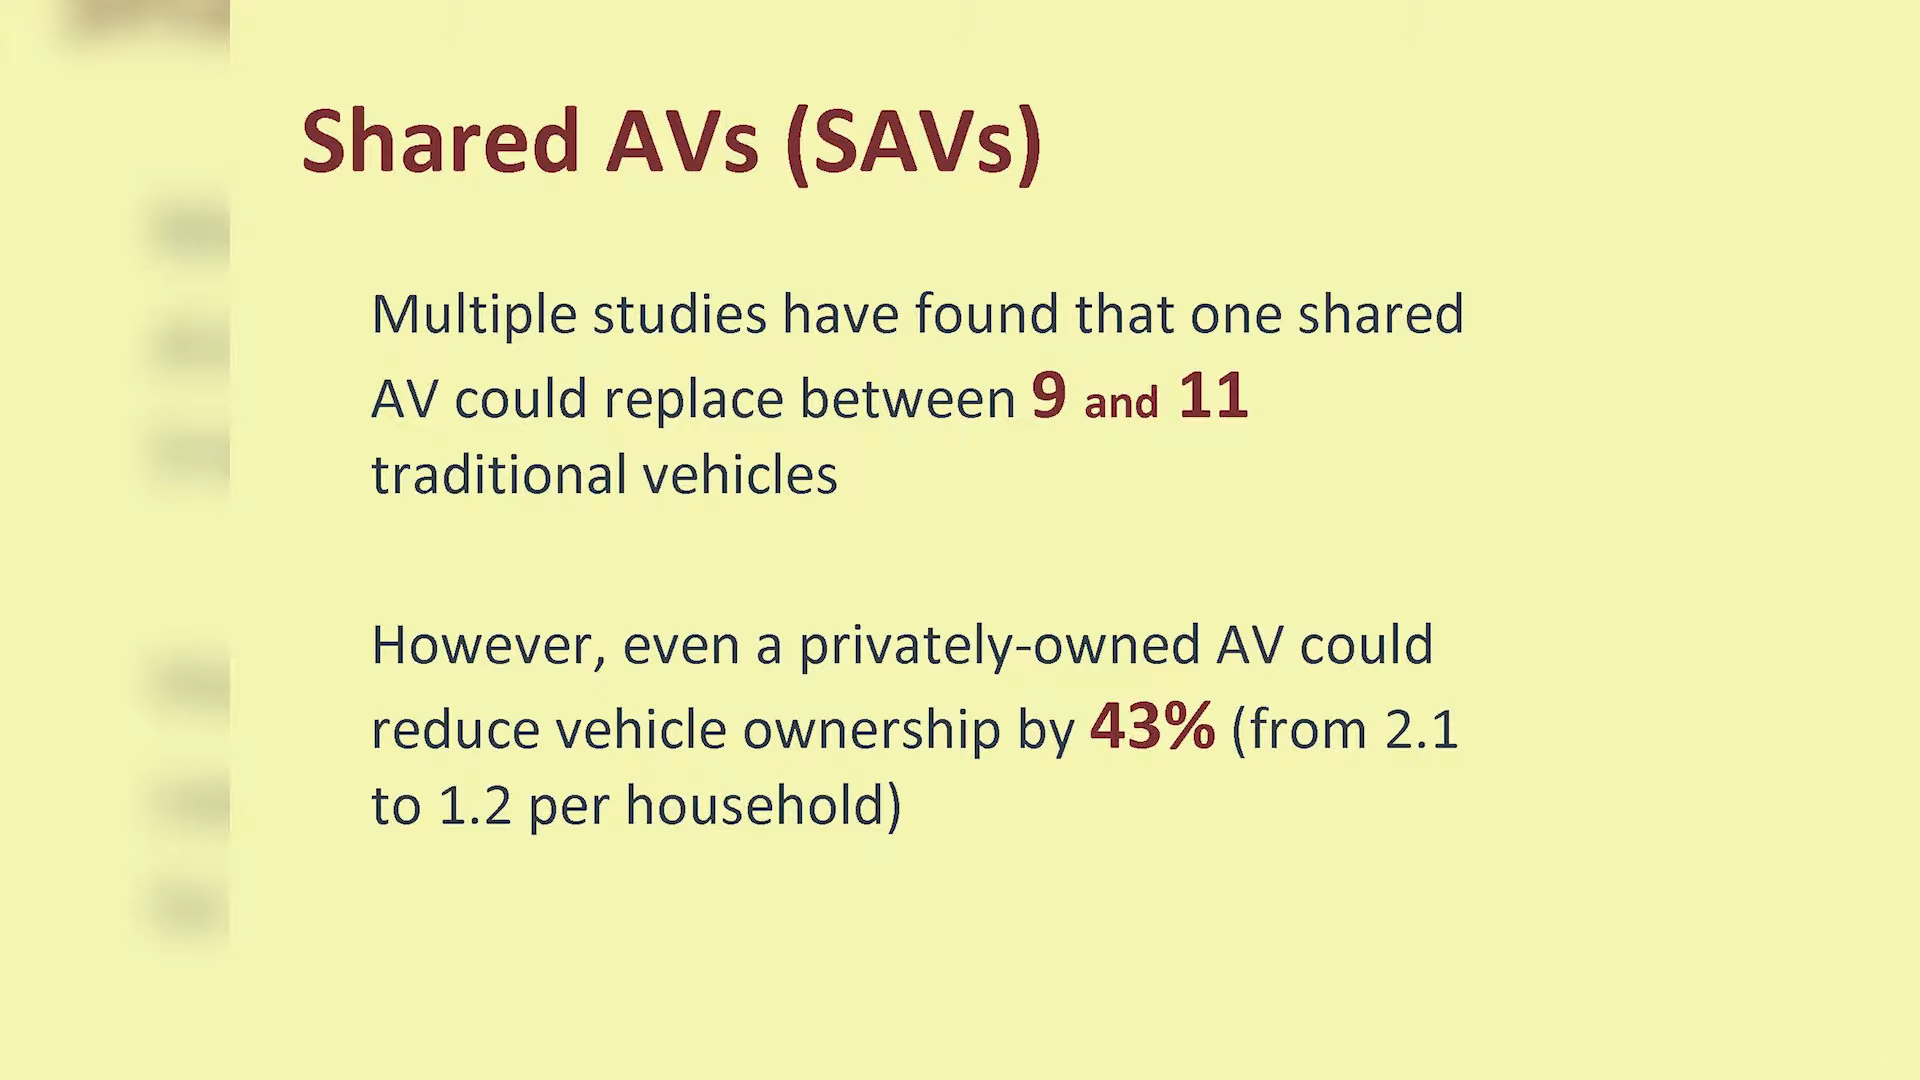 Shared AVs (SAVs)
Multiple studies have found that one shared
AV could replace between 9 and 11
traditional vehicles
However, even a privately-owned AV could
reduce vehicle ownership by 43% (from 2.1
to 1.2 per household)